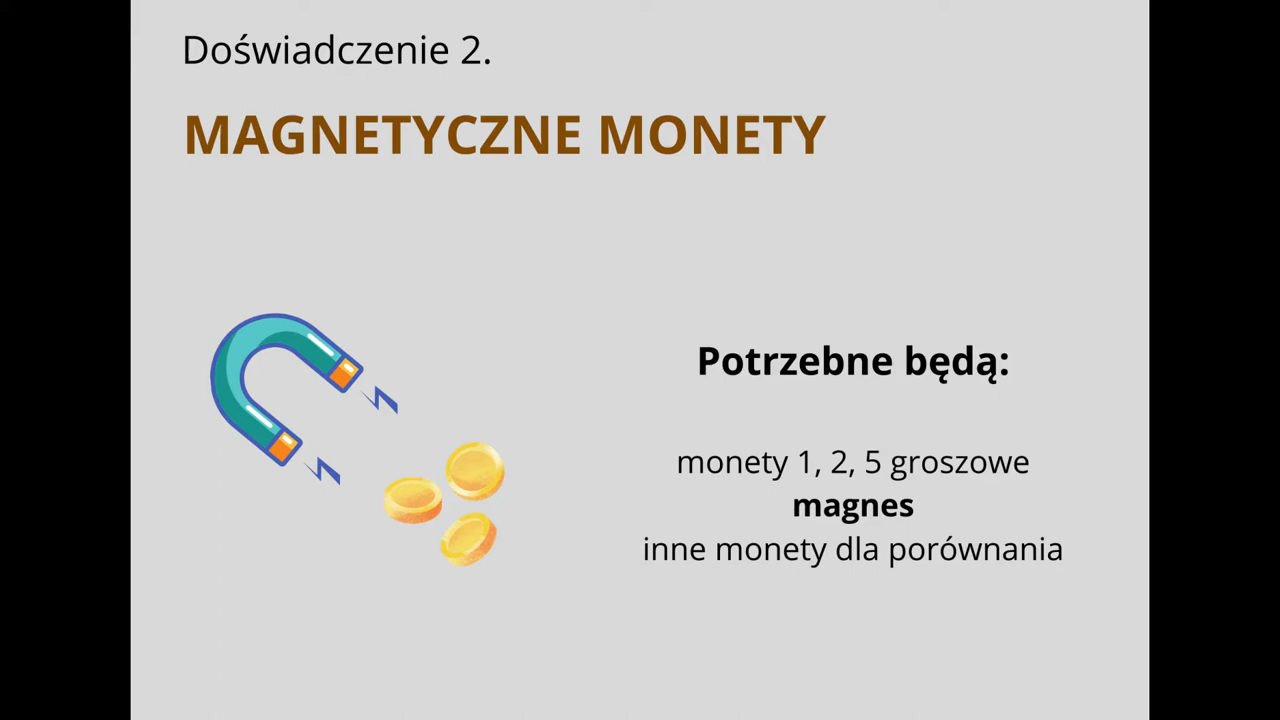 Doświadczenie 2.
MAGNETYCZNE MONETY
Potrzebne będą:
monety 1, 2, 5 groszowe
magnes
inne monety dla porównania